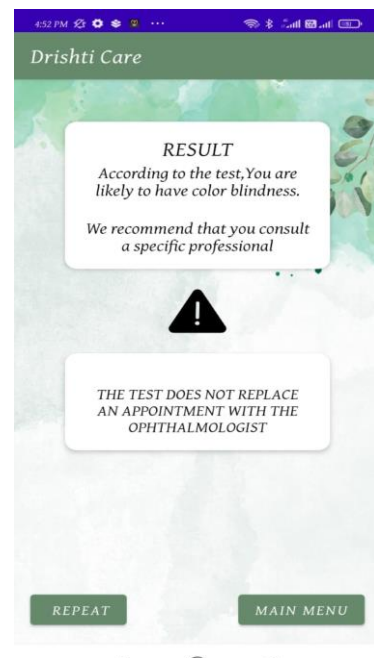 4:52 PM
Drishti Care
RESULT
According to the test,You are
likely to have color blindness.
We recommend that you consult
a specific professional
THE TEST DOES NOT REPLACE
AN APPOINTMENT WITH THE
OPHTHALMOLOGIST
REPEAT
MAIN MENU